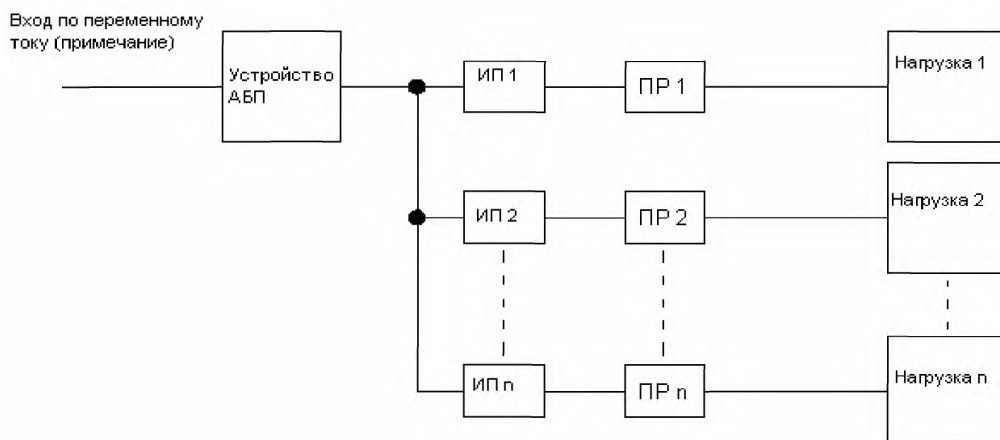 Вход по переменному
току (примечание)
Устройство
АБП
ИП 1
ПР 1
Нагрузка 1
ИП 2
ПР 2
Нагрузка 2
ИП n
ПР n
Нагрузка n